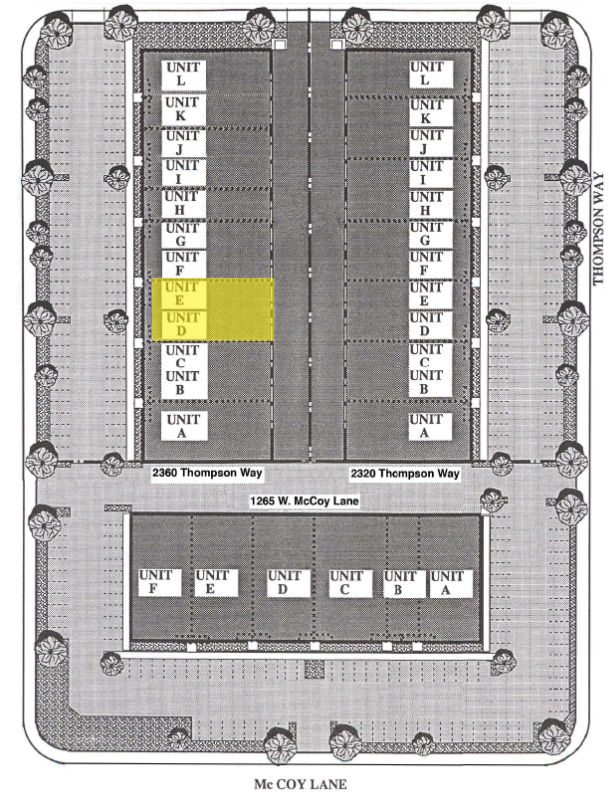 UNIT
L
UNIT
K
UNIT
J
UNIT
I
UNIT
H
UNIT
G
UNIT
F
UNIT
E
UNIT
D
UNIT
C
UNIT
B
UNIT
A
UNIT
L
UNIT
K
UNIT
J
UNIT
I
UNIT
H
UNIT
G
UNIT
F
UNIT
E
UNIT
D
UNIT
C
UNIT
B
UNIT
A
THOMPSON WAY
2360 Thompson Way
2320 Thompson Way
1265 W. McCoy Lane
UNIT
F
UNIT
E
UNIT
D
UNIT
C
UNIT
B
UNIT
A
Mc COY LANE